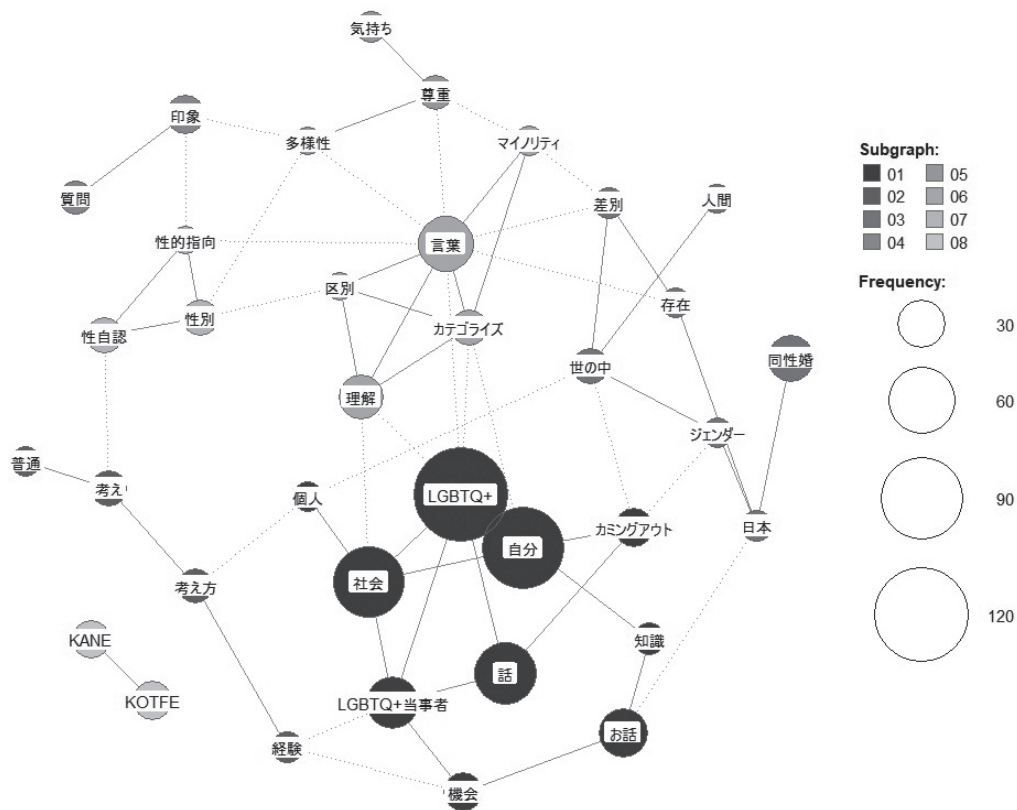 気持ち
尊重
印象
多様性
マイノリティ
質問
差別
人間
性的指向
言葉
区別
存在
性別
カテゴライズ
性自認
同性婚
世の中
理解
ジェンダー
普通
考え
個人
LGBTQ+
カミングアウト
日本
自分
社会
考え方
KANE
知識
話
KOTFE
LGBTQ+当事者
お話
経験
機会
Subgraph:
01 05
02 06
03 07
04 08
Frequency:
30
60
90
120